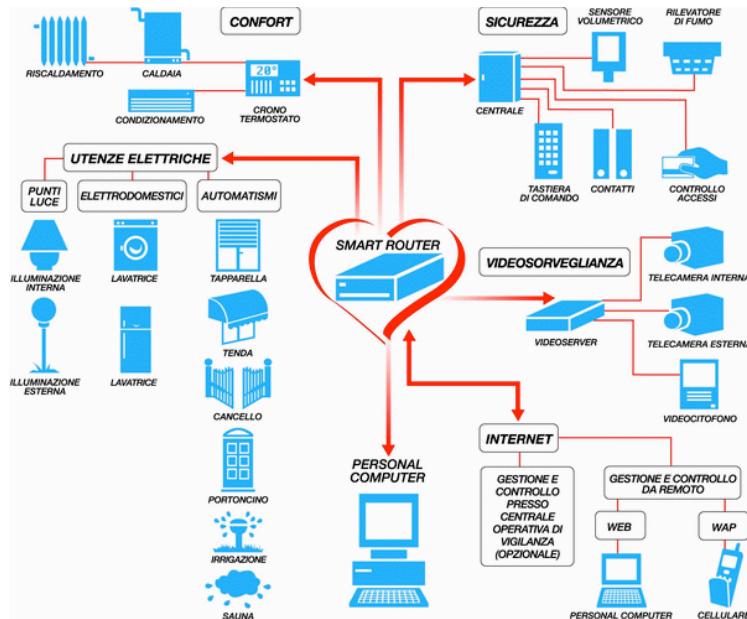 CONFORT
RISCALDAMENTO
CALDAIA
20°
CONDIZIONAMENTO
CRONO
TERMOSTATO
SICUREZZA
SENSORE
VOLUMETRICO
RILEVATORE
DI FUMO
CENTRALE
TASTIERA
DI COMANDO
CONTATTI
CONTROLLO
ACCESSI
UTENZE ELETTRICHE
PUNTI
LUCE
ELETTRODOMESTICI
AUTOMATISMI
ILLUMINAZIONE
INTERNA
LAVATRICE
TAPPARELLA
ILLUMINAZIONE
ESTERNA
LAVATRICE
TENDA
CANCELLO
PORTONCINO
IRRIGAZIONE
SAUNA
SMART ROUTER
VIDEOSORVEGLIANZA
TELECAMERA INTERNA
VIDEOSERVER
TELECAMERA ESTERNA
VIDEOCITOFONO
PERSONAL
COMPUTER
INTERNET
GESTIONE E
CONTROLLO
PRESSO
CENTRALE
OPERATIVA DI
VIGILANZA
(OPZIONALE)
GESTIONE E CONTROLLO
DA REMOTO
WEB
WAP
PERSONAL COMPUTER
CELLULARE